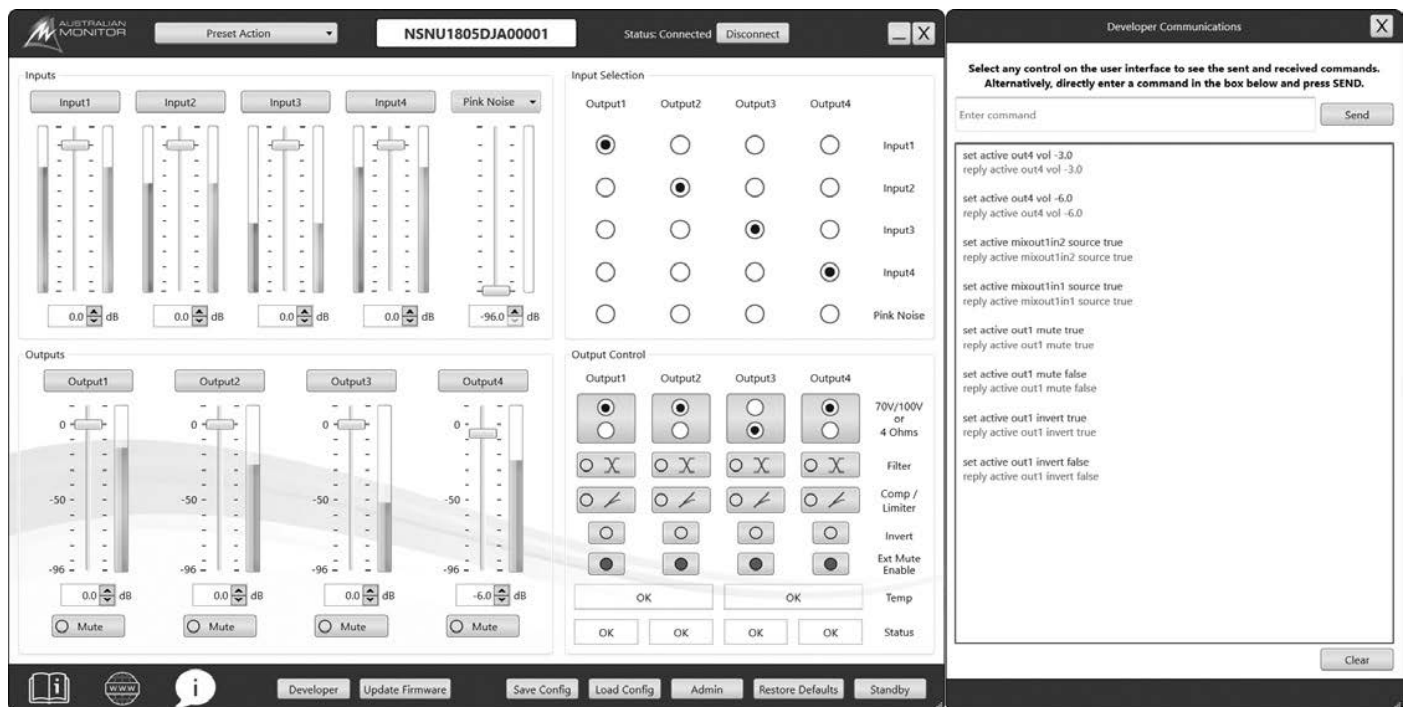 AUSTRALIAN
MONITOR
Preset Action
NSNU1805DJA00001
Status: Connected Disconnect
_ X
Inputs
Input1 Input2 Input3 Input4 Pink Noise
0.0 dB 0.0 dB 0.0 dB 0.0 dB -96.0 dB
Input Selection
Output1 Output2 Output3 Output4
Input1
Input2
Input3
Input4
Pink Noise
Outputs
Output1 Output2 Output3 Output4
0 0 0 0
-50 -50 -50 -50
-96 -96 -96 -96
0.0 dB 0.0 dB 0.0 dB -6.0 dB
Mute Mute Mute Mute
Output Control
Output1 Output2 Output3 Output4
70V/100V
or
4 Ohms
Filter
Comp /
Limiter
Invert
Ext Mute
Enable
OK OK Temp
OK OK OK OK Status
i www i
Developer Update Firmware Save Config Load Config Admin Restore Defaults Standby
Developer Communications X
Select any control on the user interface to see the sent and received commands.
Alternatively, directly enter a command in the box below and press SEND.
Enter command Send
set active out4 vol -3.0
reply active out4 vol -3.0
set active out4 vol -6.0
reply active out4 vol -6.0
set active mixout1in2 source true
reply active mixout1in2 source true
set active mixout1in1 source true
reply active mixout1in1 source true
set active out1 mute true
reply active out1 mute true
set active out1 mute false
reply active out1 mute false
set active out1 invert true
reply active out1 invert true
set active out1 invert false
reply active out1 invert false
Clear